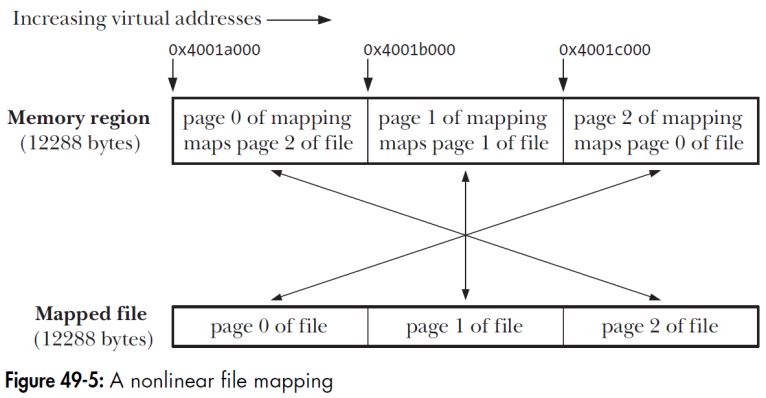 Increasing virtual addresses
0x4001a000 0x4001b000 0x4001c000
Memory region
(12288 bytes)
page 0 of mapping
maps page 2 of file
page 1 of mapping
maps page 1 of file
page 2 of mapping
maps page 0 of file
Mapped file
(12288 bytes)
page 0 of file
page 1 of file
page 2 of file
Figure 49-5: A nonlinear file mapping